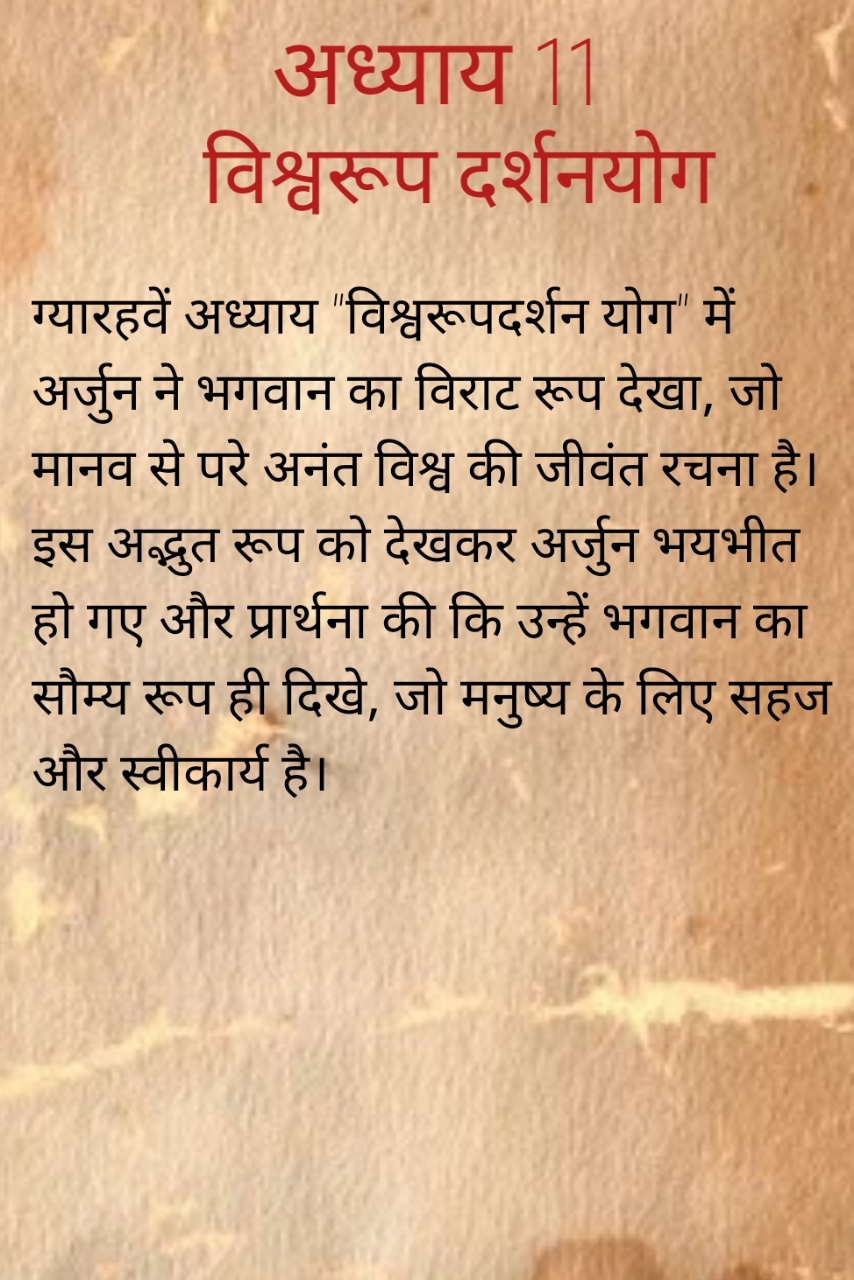 अध्याय 11
विश्वरूप दर्शनयोग
ग्यारहवें अध्याय "विश्वरूपदर्शन योग" में
अर्जुन ने भगवान का विराट रूप देखा, जो
मानव से परे अनंत विश्व की जीवंत रचना है।
इस अद्भुत रूप को देखकर अर्जुन भयभीत
हो गए और प्रार्थना की कि उन्हें भगवान का
सौम्य रूप ही दिखे, जो मनुष्य के लिए सहज
और स्वीकार्य है।